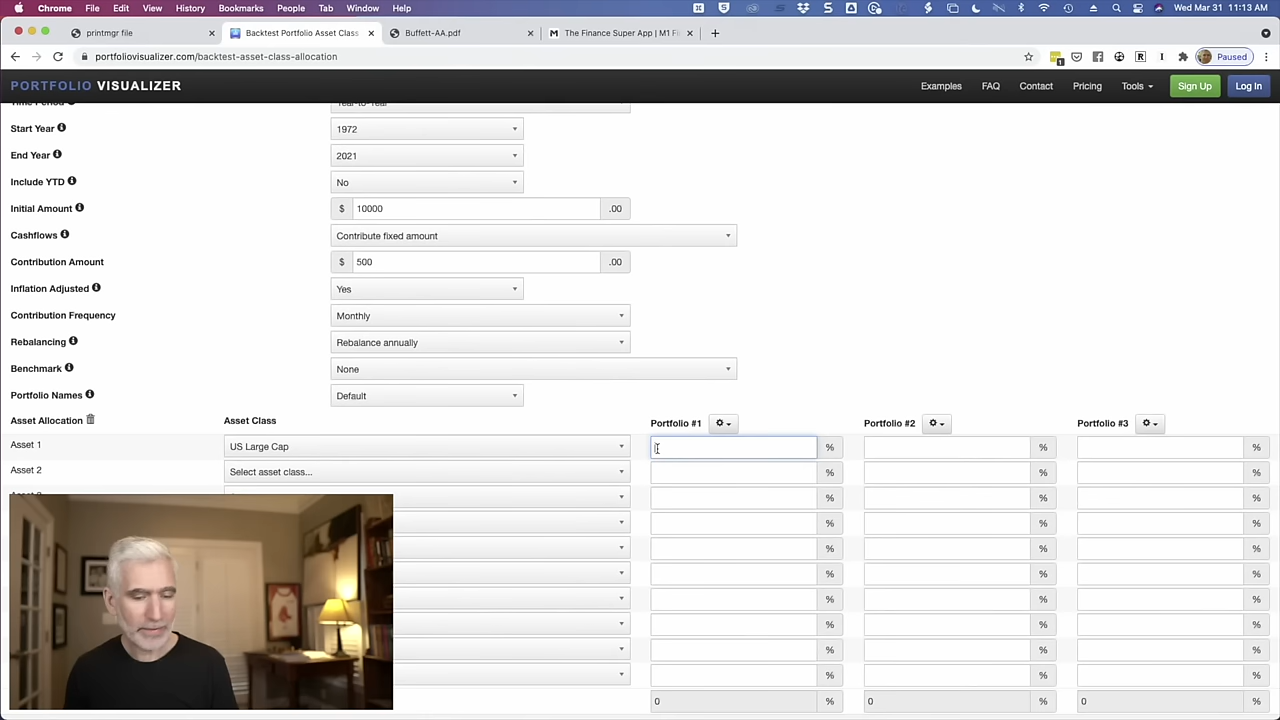 Chrome File Edit View History Bookmarks People Tab Window Help Wed Mar 31 11:13 AM
printmgr file Backtest Portfolio Asset Class Buffett-AA.pdf The Finance Super App | M1 Fi
portfoliovisualizer.com/backtest-asset-class-allocation Paused
PORTFOLIO VISUALIZER Examples FAQ Contact Pricing Tools Sign Up Log In
Time Period Year-to-Year
Start Year 1972
End Year 2021
Include YTD No
Initial Amount $ 10000 .00
Cashflows Contribute fixed amount
Contribution Amount $ 500 .00
Inflation Adjusted Yes
Contribution Frequency Monthly
Rebalancing Rebalance annually
Benchmark None
Portfolio Names Default
Asset Allocation Asset Class Portfolio #1 Portfolio #2 Portfolio #3
Asset 1 US Large Cap % % %
Asset 2 Select asset class... % % %
% % %
% % %
% % %
% % %
% % %
% % %
% % %
% % %
0 % 0 % 0 %